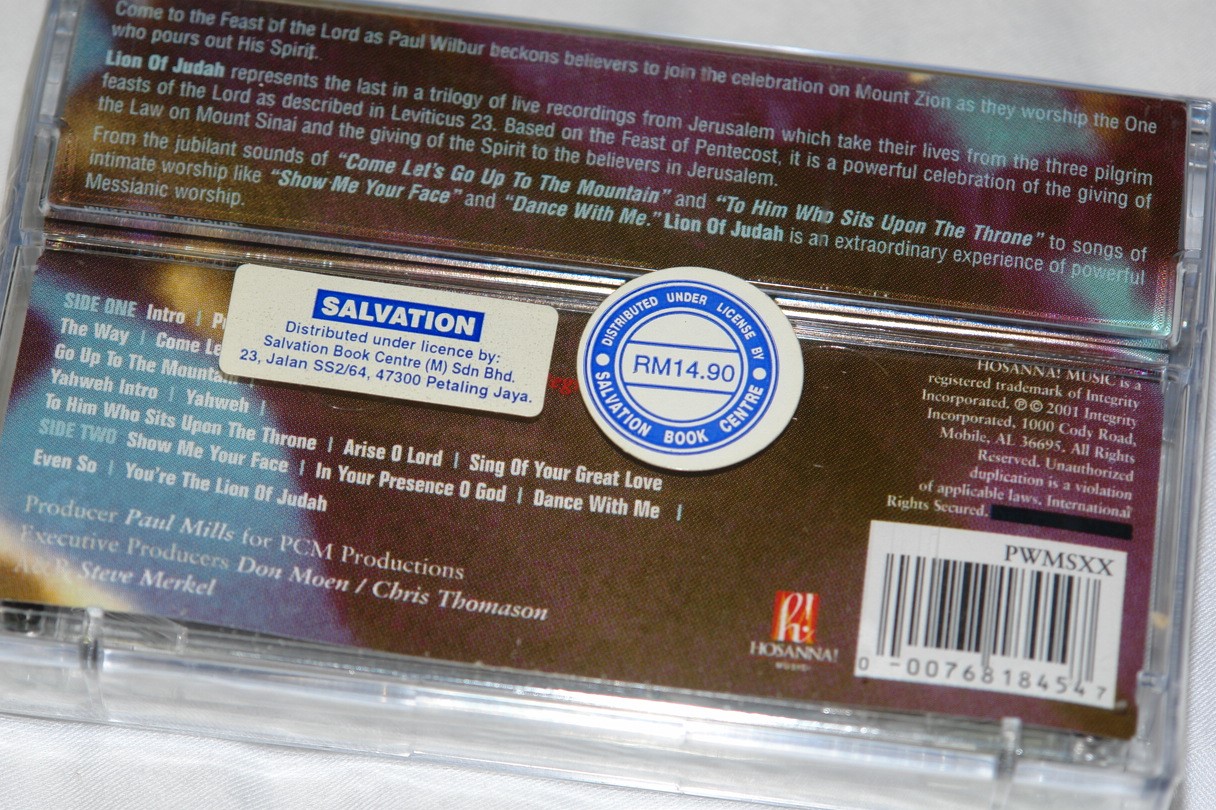 Come to the Feast of the Lord as Paul Wilbur beckons believers to join the celebration on Mount Zion as they worship the One
who pours out His Spirit.
Lion Of Judah represents the last in a trilogy of live recordings from Jerusalem which take their lives from the three pilgrim
feasts of the Lord as described in Leviticus 23. Based on the Feast of Pentecost, it is a powerful celebration of the giving of
the Law on Mount Sinai and the giving of the Spirit to the believers in Jerusalem.
From the jubilant sounds of "Come Let's Go Up To The Mountain" and "To Him Who Sits Upon The Throne" to songs of
intimate worship like "Show Me Your Face" and "Dance With Me." Lion Of Judah is an extraordinary experience of powerful
Messianic worship.
SIDE ONE Intro |
The Way | Come Le
Go Up To The Mountain
Yahweh Intro | Yahweh |
To Him Who Sits Upon The Throne | Arise O Lord | Sing Of Your Great Love
SIDE TWO Show Me Your Face | In Your Presence O God | Dance With Me |
Even So | You're The Lion Of Judah
Producer Paul Mills for PCM Productions
Executive Producers Don Moen / Chris Thomason
Steve Merkel
SALVATION
Distributed under licence by:
Salvation Book Centre (M) Sdn Bhd.
23, Jalan SS2/64, 47300 Petaling Jaya.
DISTRIBUTED UNDER LICENSE BY
RM14.90
SALVATION BOOK CENTRE
HOSANNA! MUSIC is a
registered trademark of Integrity
Incorporated. ℗ © 2001 Integrity
Incorporated, 1000 Cody Road,
Mobile, AL 36695. All Rights
Reserved. Unauthorized
duplication is a violation
of applicable laws. International
Rights Secured.
h!
HOSANNA!
MUSIC
PWMSXX
0 -0076818454 7